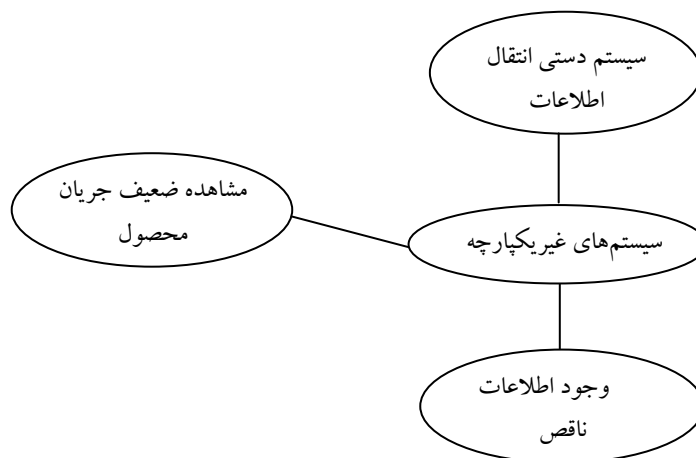 سیستم دستی انتقال
اطلاعات
مشاهده ضعیف جریان
محصول
سیستم‌های غیریکپارچه
وجود اطلاعات
ناقص